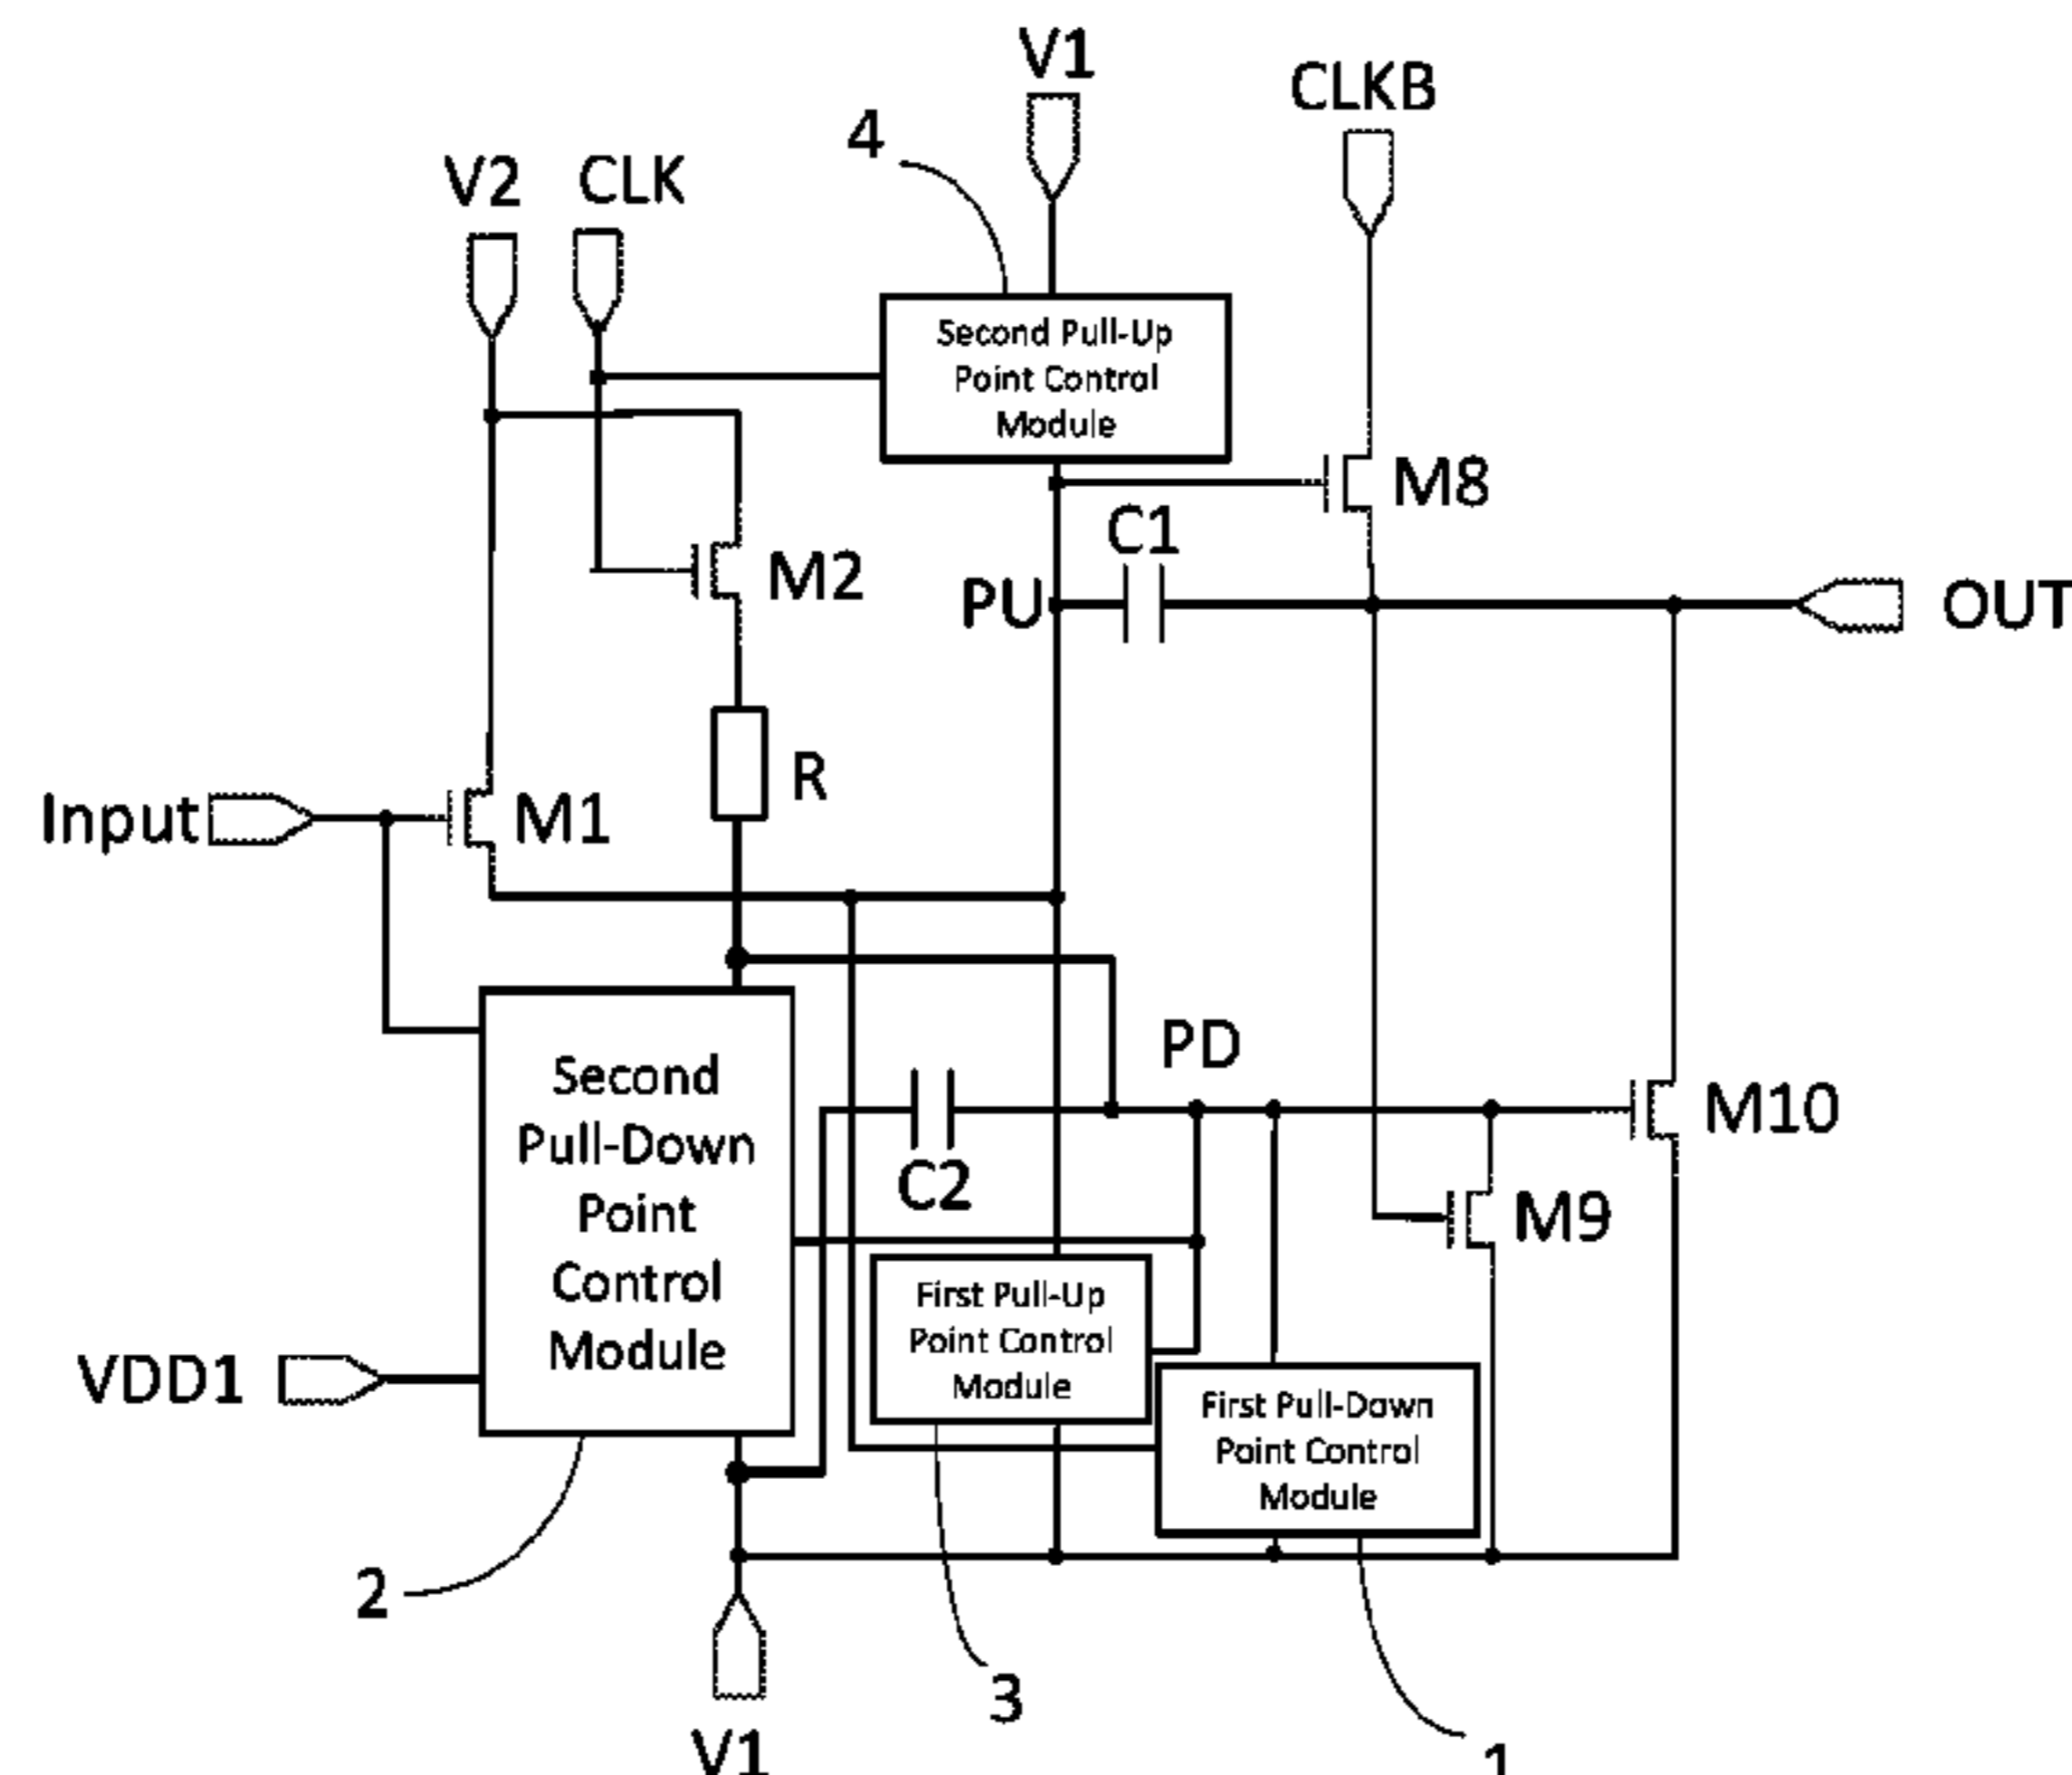 V1
CLKB
4
V2
CLK
Second Pull-Up
Point Control
Module
M8
C1
M2
PU
OUT
R
Input
M1
PD
Second
Pull-Down
Point
Control
Module
M10
C2
M9
First Pull-Up
Point Control
Module
VDD1
First Pull-Down
Point Control
Module
2
3
V1
1